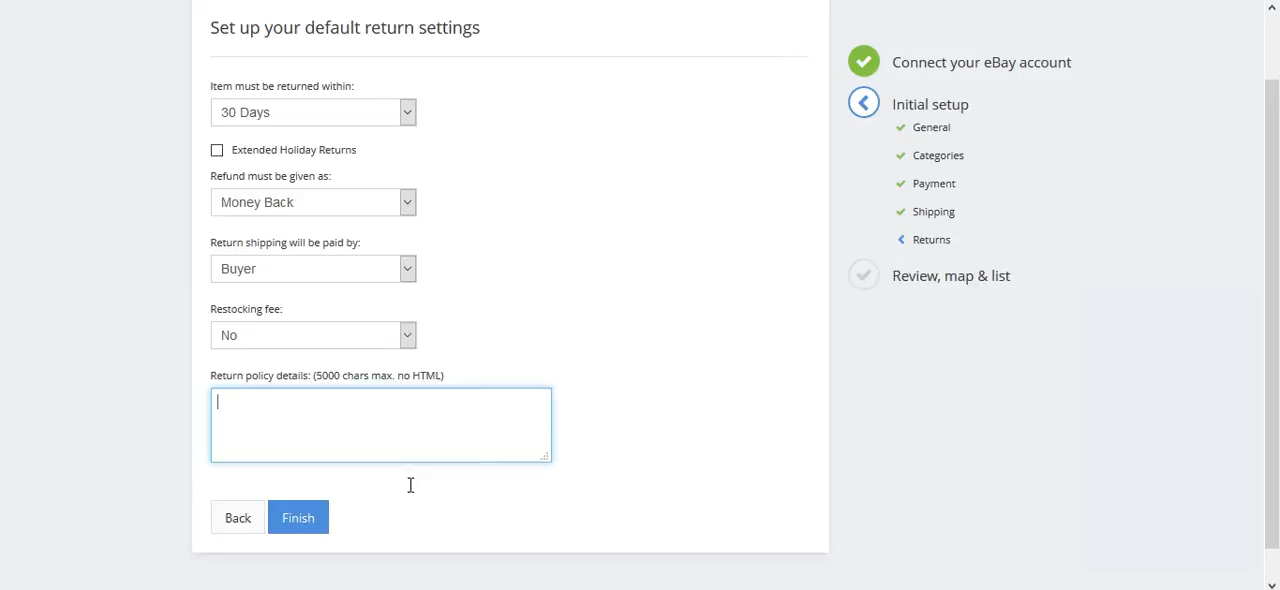 Set up your default return settings
Item must be returned within:
30 Days
Extended Holiday Returns
Refund must be given as:
Money Back
Return shipping will be paid by:
Buyer
Restocking fee:
No
Return policy details: (5000 chars max. no HTML)
Back
Finish
Connect your eBay account
Initial setup
General
Categories
Payment
Shipping
Returns
Review, map & list